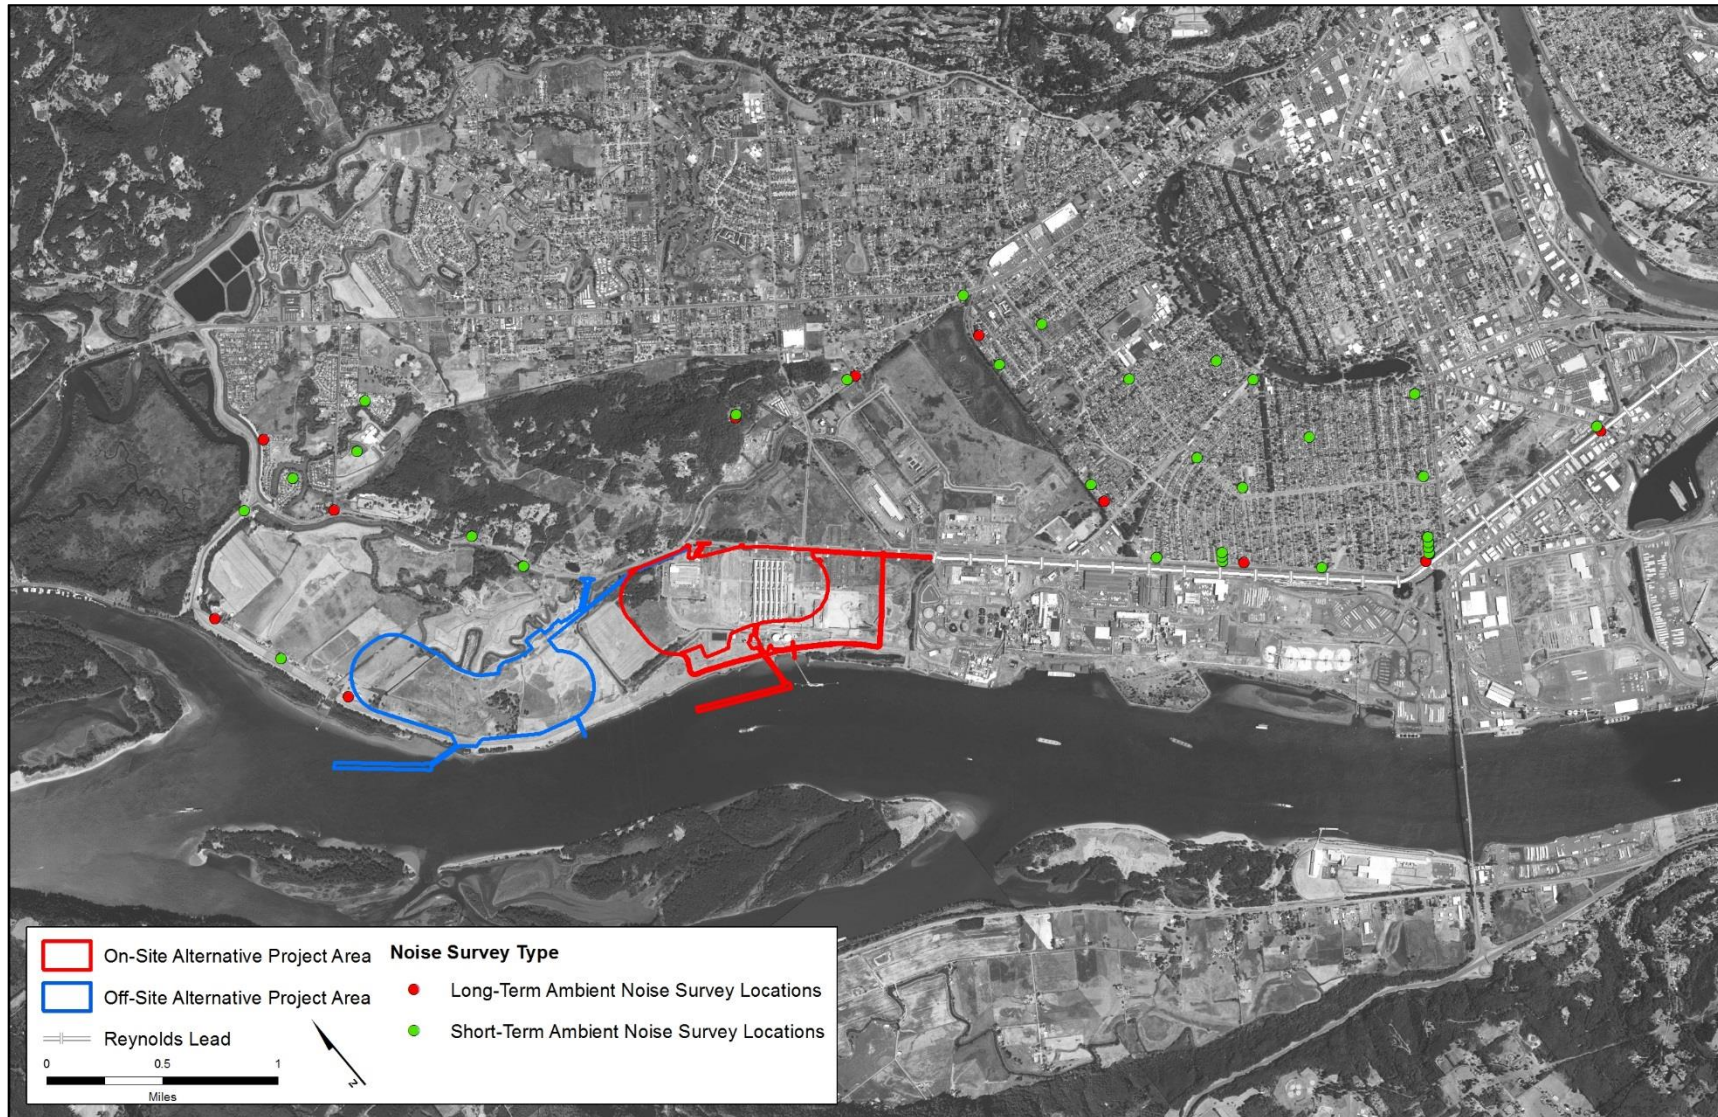 On-Site Alternative Project Area
Off-Site Alternative Project Area
Reynolds Lead
0 0.5 1
Miles
N
Noise Survey Type
Long-Term Ambient Noise Survey Locations
Short-Term Ambient Noise Survey Locations